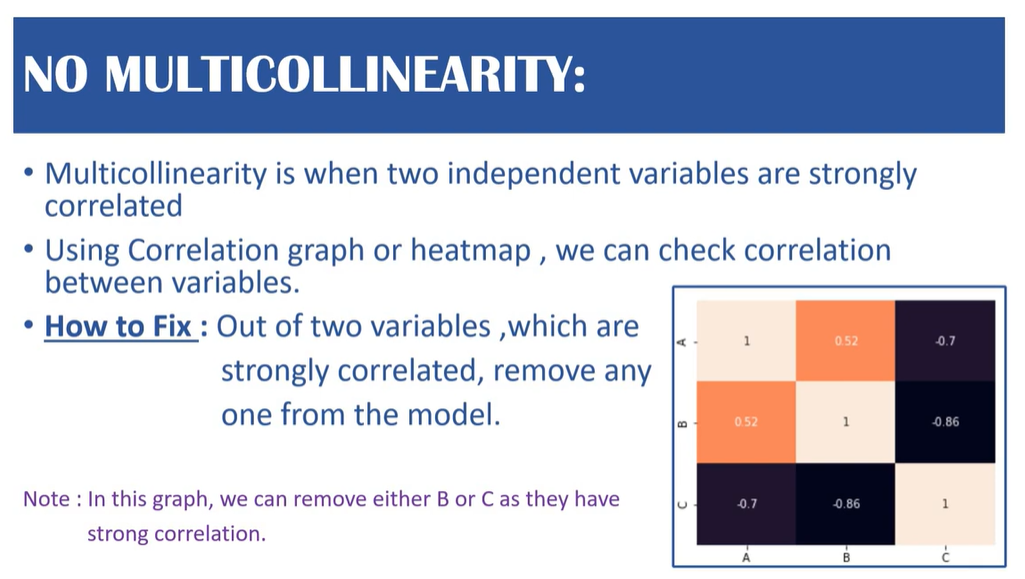 NO MULTICOLLINEARITY:
• Multicollinearity is when two independent variables are strongly
correlated
• Using Correlation graph or heatmap , we can check correlation
between variables.
• How to Fix : Out of two variables ,which are
strongly correlated, remove any
one from the model.
Note : In this graph, we can remove either B or C as they have
strong correlation.
A 1 0.52 -0.7
B 0.52 1 -0.86
C -0.7 -0.86 1
A B C